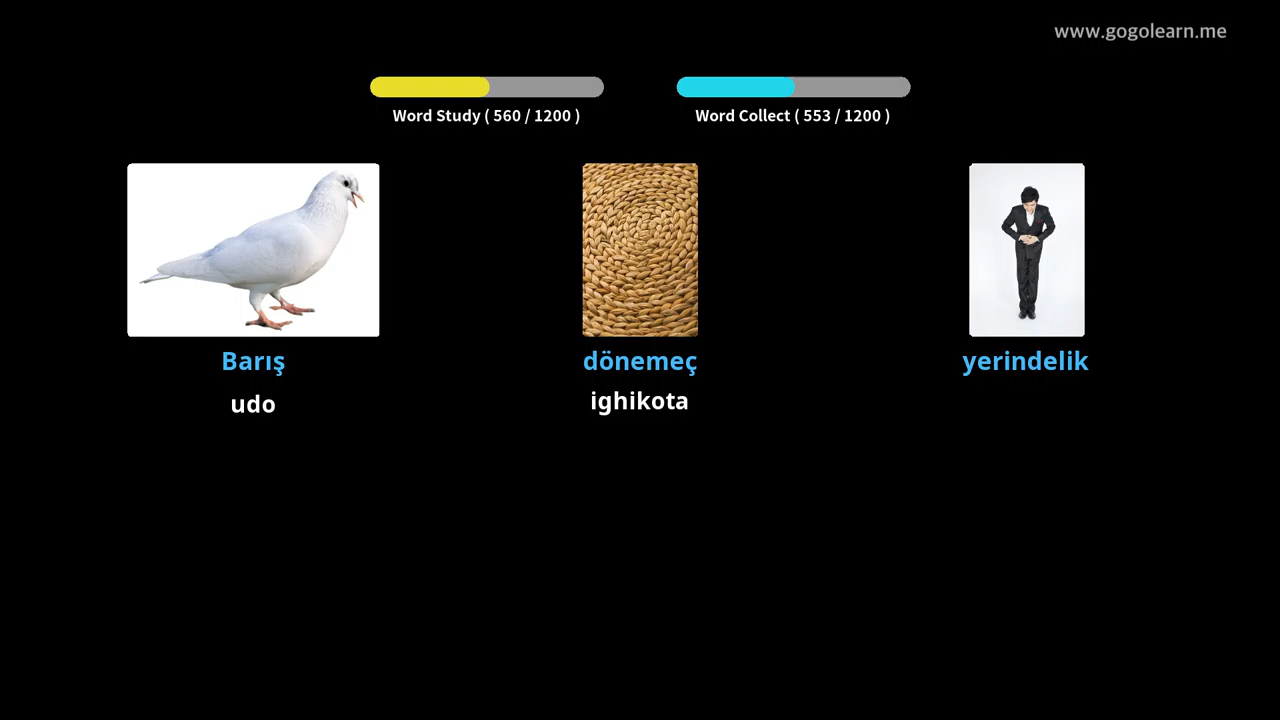 www.gogolearn.me
Word Study ( 560 / 1200 )
Word Collect ( 553 / 1200 )
Barış
dönemeç
yerindelik
udo
ighikota